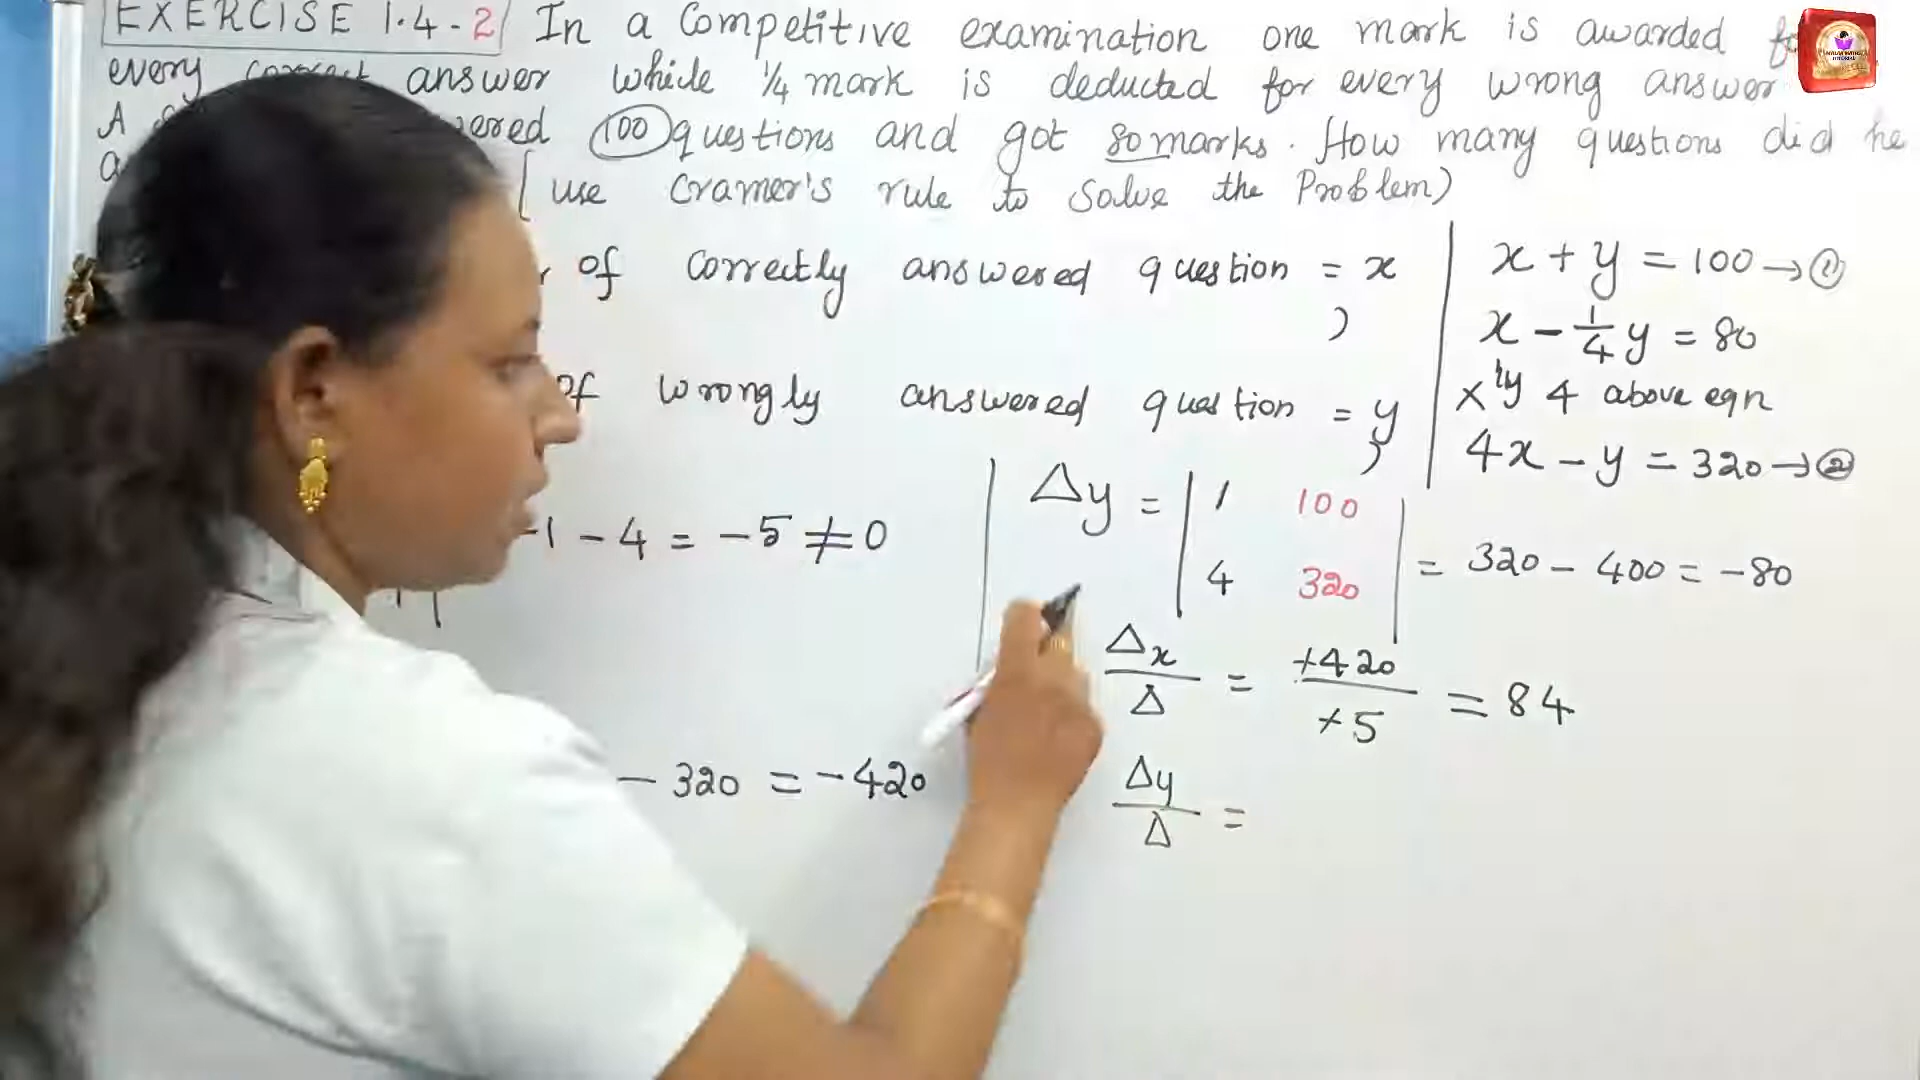 EXERCISE 1.4-2 In a Competitive examination one mark is awarded
every correct answer while 1/4 mark is deducted for every wrong answer
A ered 100 questions and got 80 marks. How many questions did he
[use Cramer's rule to Solve the Problem)
of Correctly answered question = x
,
of wrongly answered question = y
,
x + y = 100 → ①
x - 1/4 y = 80
x ly 4 above eqn
4x - y = 320 → ②
-1 - 4 = -5 ≠ 0
- 320 = -420
Δy = | 1 100 |
| 4 320 | = 320 - 400 = -80
Δx/Δ = +420/+5 = 84
Δy/Δ =